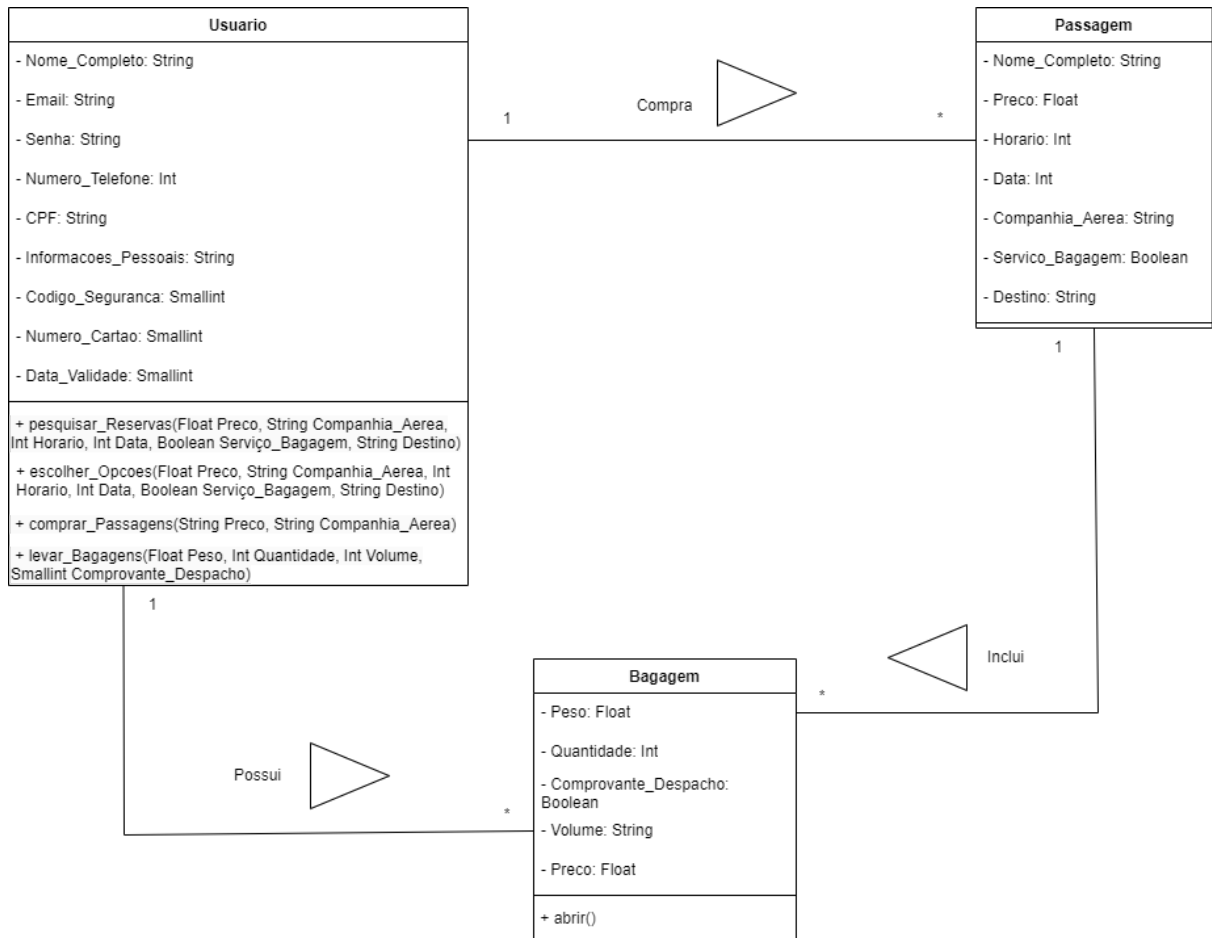 Usuario
- Nome_Completo: String
- Email: String
- Senha: String
- Numero_Telefone: Int
- CPF: String
- Informacoes_Pessoais: String
- Codigo_Seguranca: Smallint
- Numero_Cartao: Smallint
- Data_Validade: Smallint
+ pesquisar_Reservas(Float Preco, String Companhia_Aerea,
Int Horario, Int Data, Boolean Serviço_Bagagem, String Destino)
+ escolher_Opcoes(Float Preco, String Companhia_Aerea, Int
Horario, Int Data, Boolean Serviço_Bagagem, String Destino)
+ comprar_Passagens(String Preco, String Companhia_Aerea)
+ levar_Bagagens(Float Peso, Int Quantidade, Int Volume,
Smallint Comprovante_Despacho)
1
Compra
*
Passagem
- Nome_Completo: String
- Preco: Float
- Horario: Int
- Data: Int
- Companhia_Aerea: String
- Servico_Bagagem: Boolean
- Destino: String
1
Inclui
*
1
Possui
*
Bagagem
- Peso: Float
- Quantidade: Int
- Comprovante_Despacho:
Boolean
- Volume: String
- Preco: Float
+ abrir()